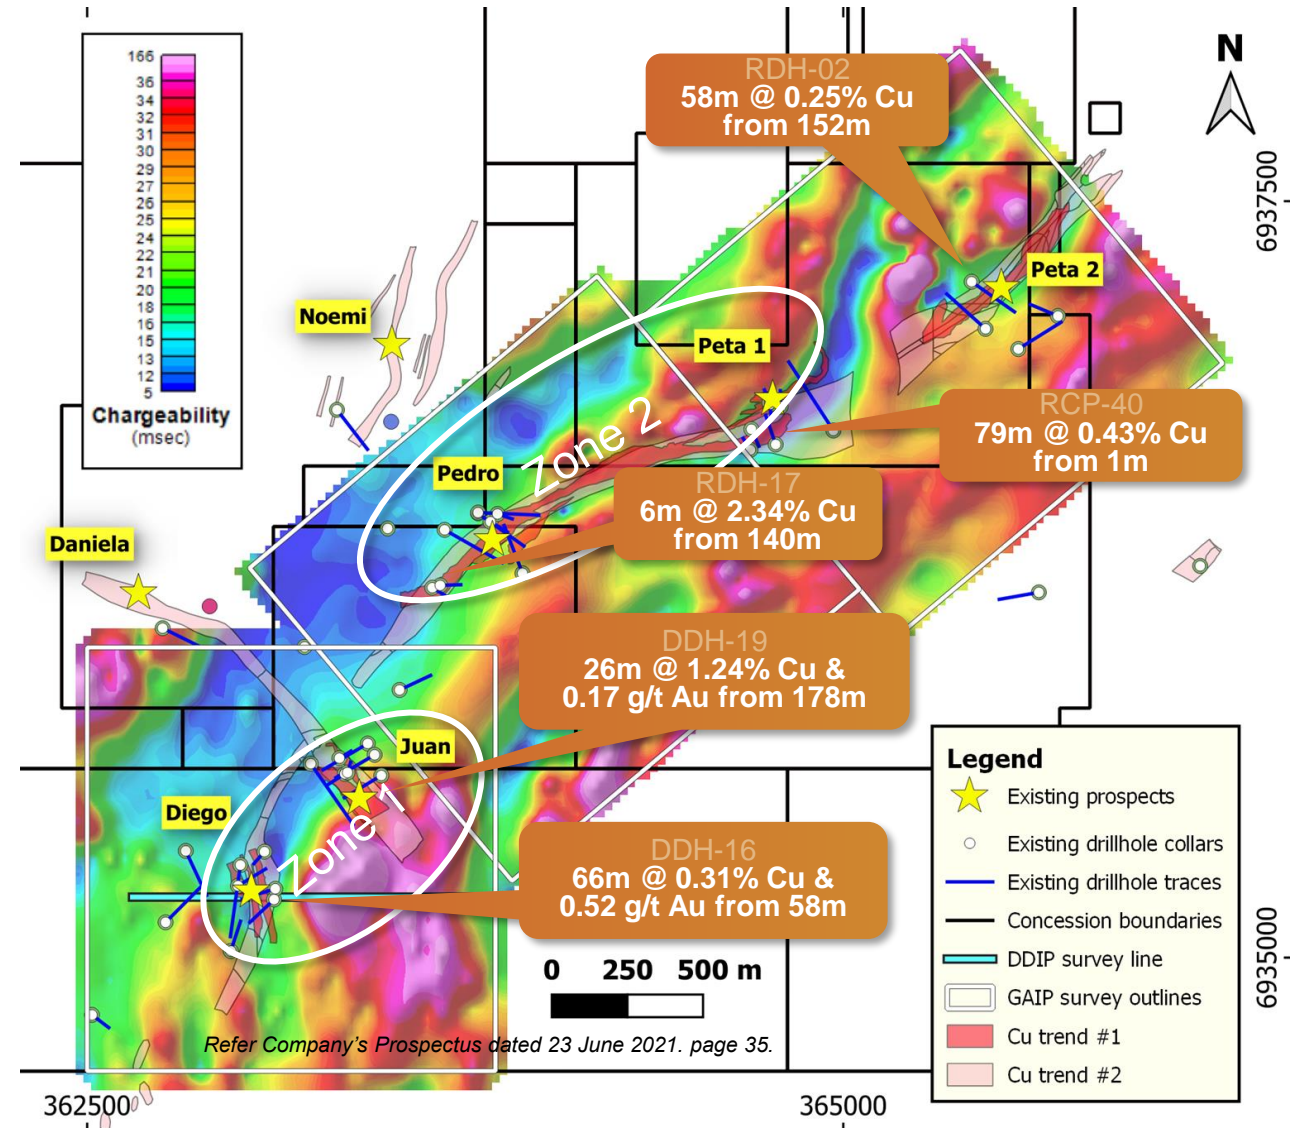 166
36
34
32
31
30
29
27
26
25
24
22
21
20
18
16
15
13
12
5
Chargeability
(msec)
N
6937500
6935000
362500
365000
RDH-02
58m @ 0.25% Cu
from 152m
Peta 2
Noemi
Peta 1
RCP-40
79m @ 0.43% Cu
from 1m
Zone 2
Pedro
RDH-17
6m @ 2.34% Cu
from 140m
Daniela
DDH-19
26m @ 1.24% Cu &
0.17 g/t Au from 178m
Juan
Diego
Zone 1
DDH-16
66m @ 0.31% Cu &
0.52 g/t Au from 58m
0 250 500 m
Refer Company's Prospectus dated 23 June 2021. page 35.
Legend
Existing prospects
Existing drillhole collars
Existing drillhole traces
Concession boundaries
DDIP survey line
GAIP survey outlines
Cu trend #1
Cu trend #2